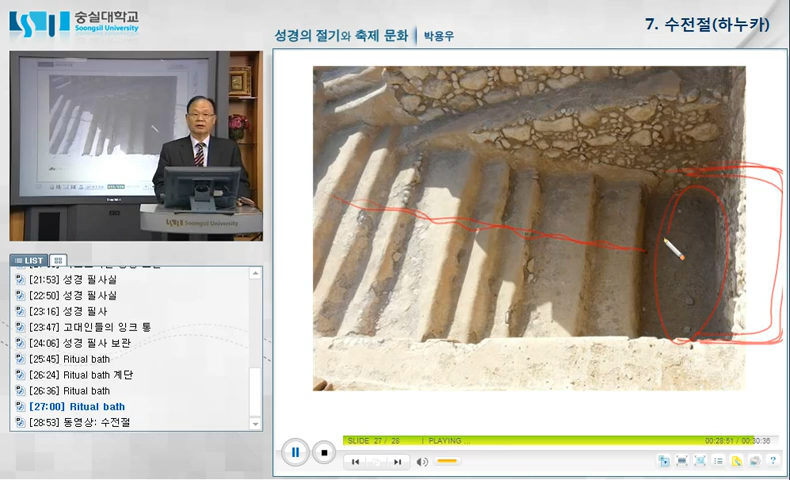 숭실대학교
Soongsil University
성경의 절기와 축제 문화 박용우
7. 수전절(하누카)
Soongsil University
LIST
[21:53] 성경 필사실
[22:50] 성경 필사실
[23:16] 성경 필사
[23:47] 고대인들의 잉크 통
[24:06] 성경 필사 보관
[25:45] Ritual bath
[26:24] Ritual bath 계단
[26:36] Ritual bath
[27:00] Ritual bath
[28:53] 동영상: 수전절
SLIDE 27 / 28 | PLAYING ...
00:28:51 / 00:30:36